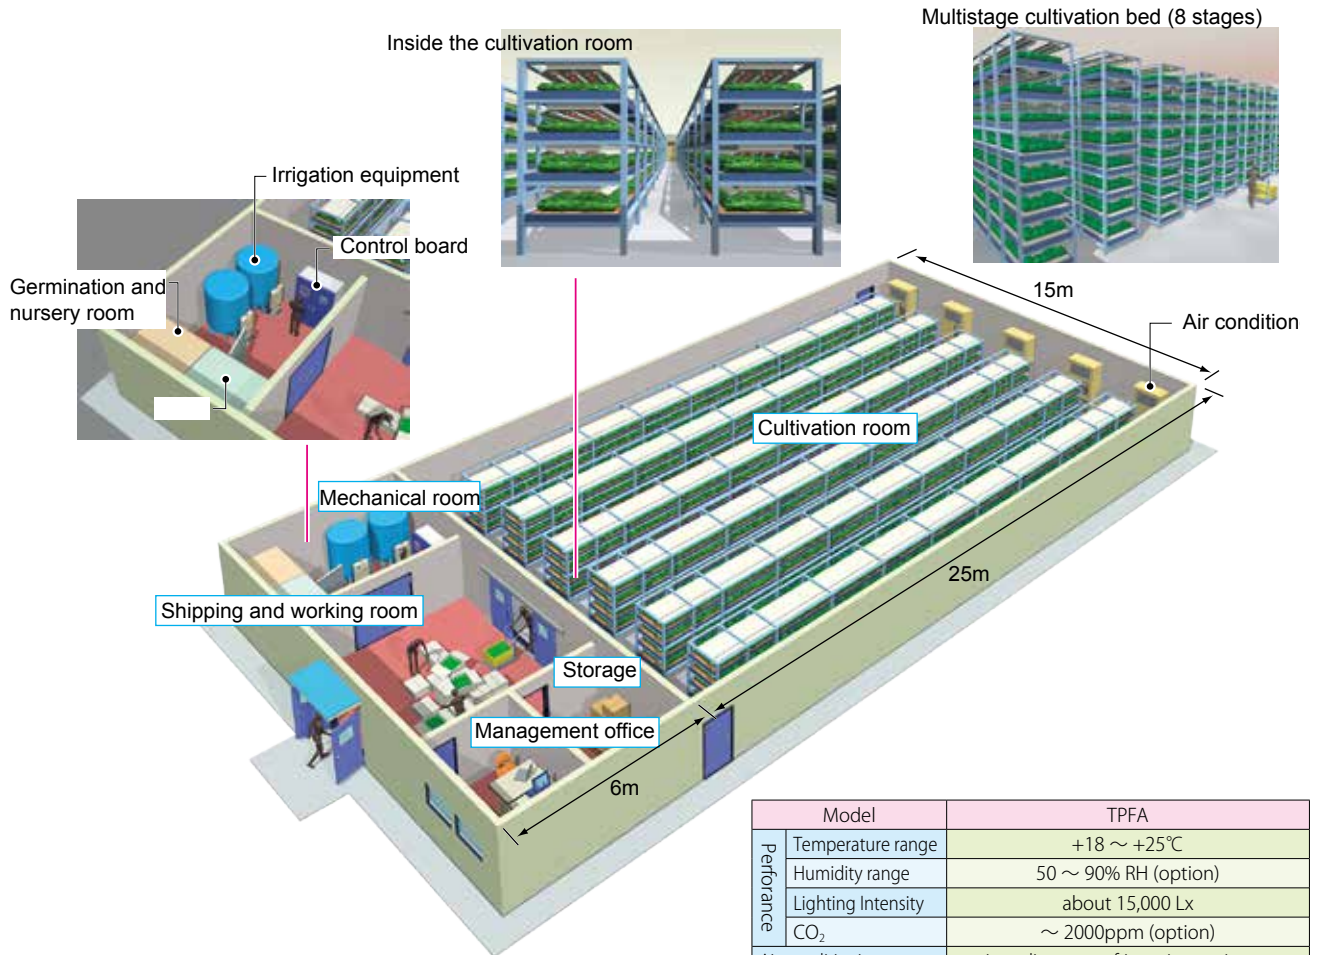 Multistage cultivation bed (8 stages)
Inside the cultivation room
Irrigation equipment
Control board
Germination and
nursery room
15m
Air condition
Cultivation room
Mechanical room
25m
Shipping and working room
Storage
Management office
6m
Model TPFA
Perforance
Temperature range +18 ~ +25℃
Humidity range 50 ~ 90% RH (option)
Lighting Intensity about 15,000 Lx
CO₂ ~ 2000ppm (option)